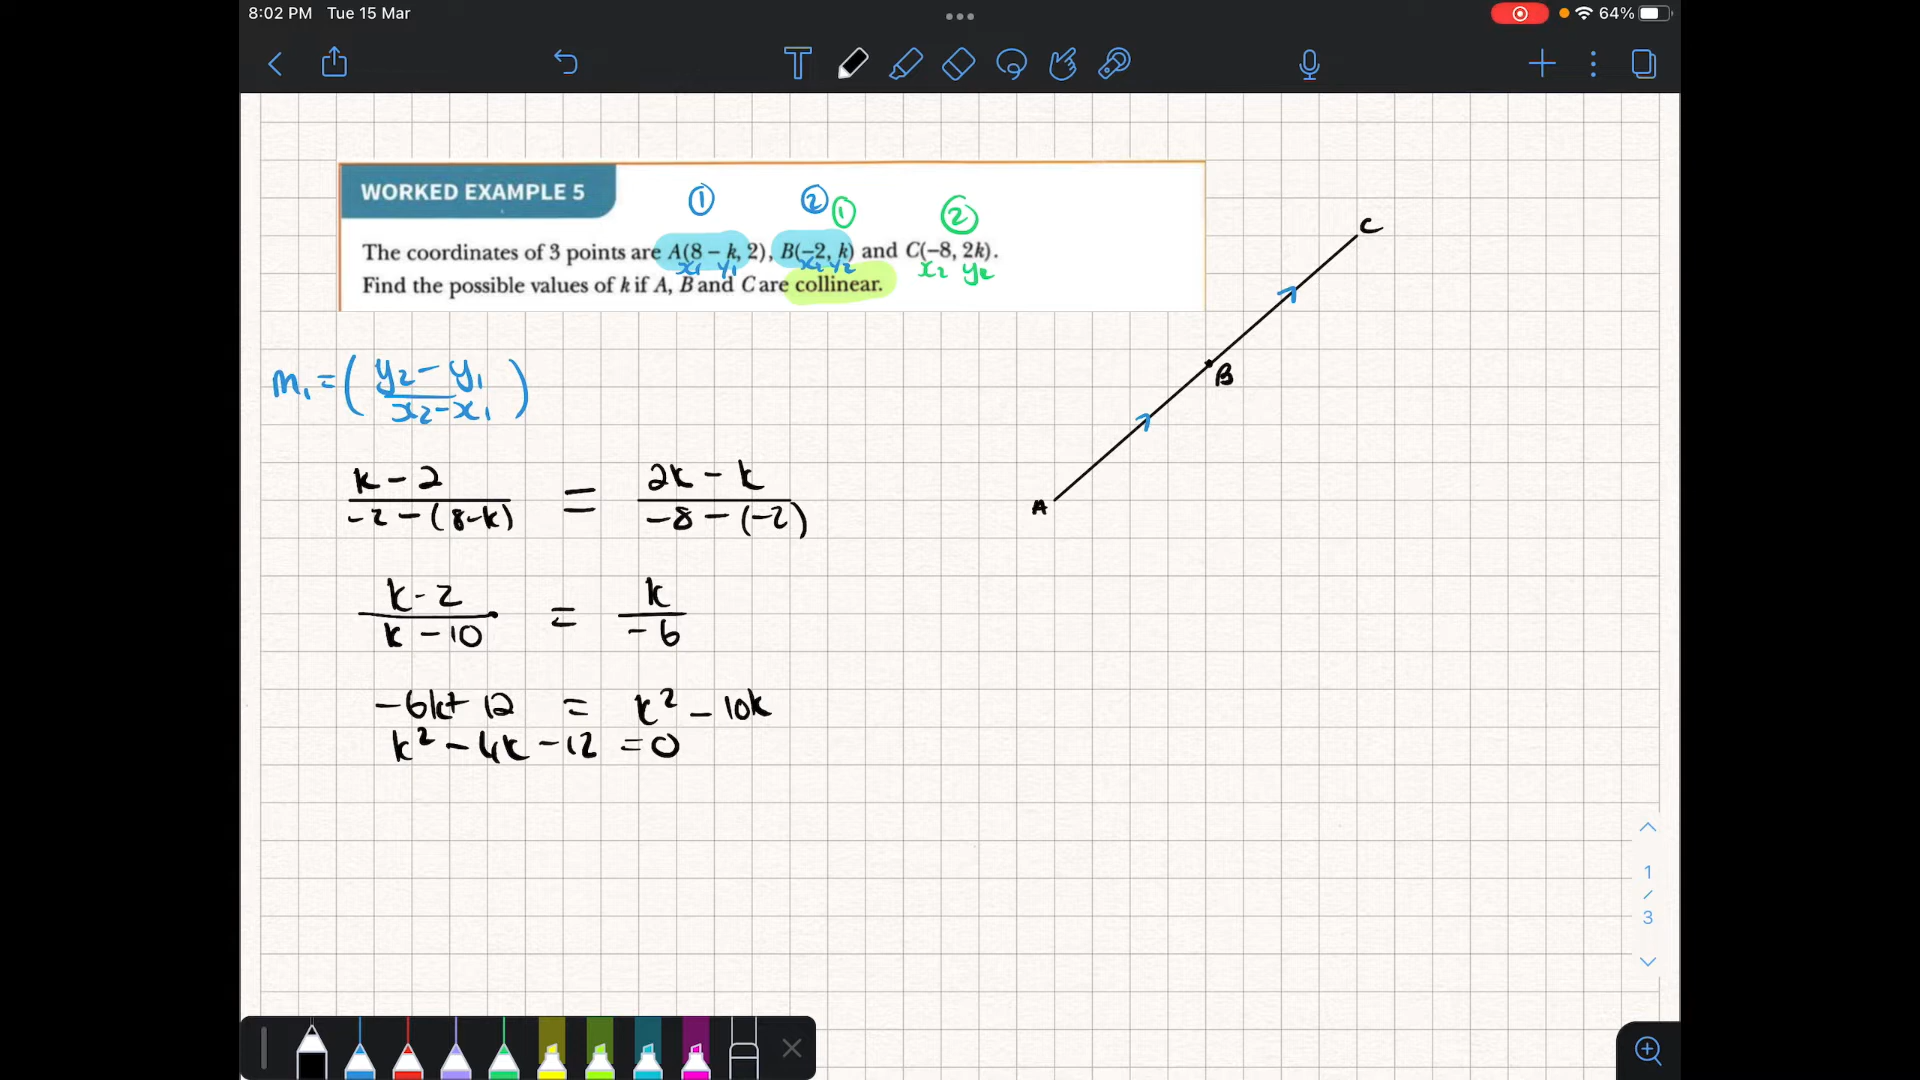 8:02 PM Tue 15 Mar
64%
T
WORKED EXAMPLE 5
① ② ① ②
The coordinates of 3 points are A(8 – k, 2), B(–2, k) and C(–8, 2k).
x₁ y₁ x₂ y₂ x₂ y₂
Find the possible values of k if A, B and C are collinear.
m₁ = ( y₂ – y₁ / x₂ – x₁ )
k – 2 / –2 – (8–k) = 2k – k / –8 – (–2)
k – 2 / k – 10 = k / – 6
–6k + 12 = k² – 10k
k² – 4k – 12 = 0
C
B
A
1
/
3